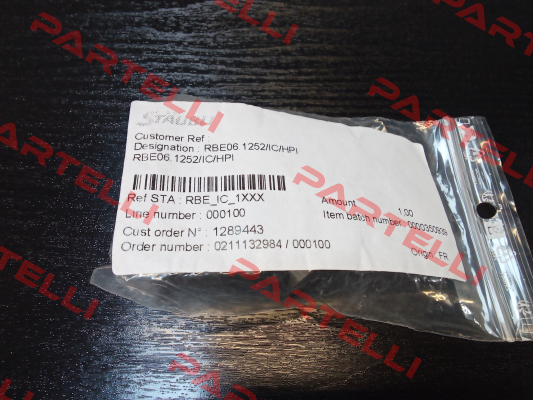 STAUBLI
Customer Ref
Designation : RBE06.1252/IC/HPI
RBE06.1252/IC/HPI
Ref STA : RBE_IC_1XXX
Amount 1,00
Line number : 000100
Item batch number : 0000350939
Cust order N° : 1289443
Order number : 0211132984 / 000100
Origin : FR
PARTELLI
PARTELLI
PARTELLI
PARTELLI
PARTELLI